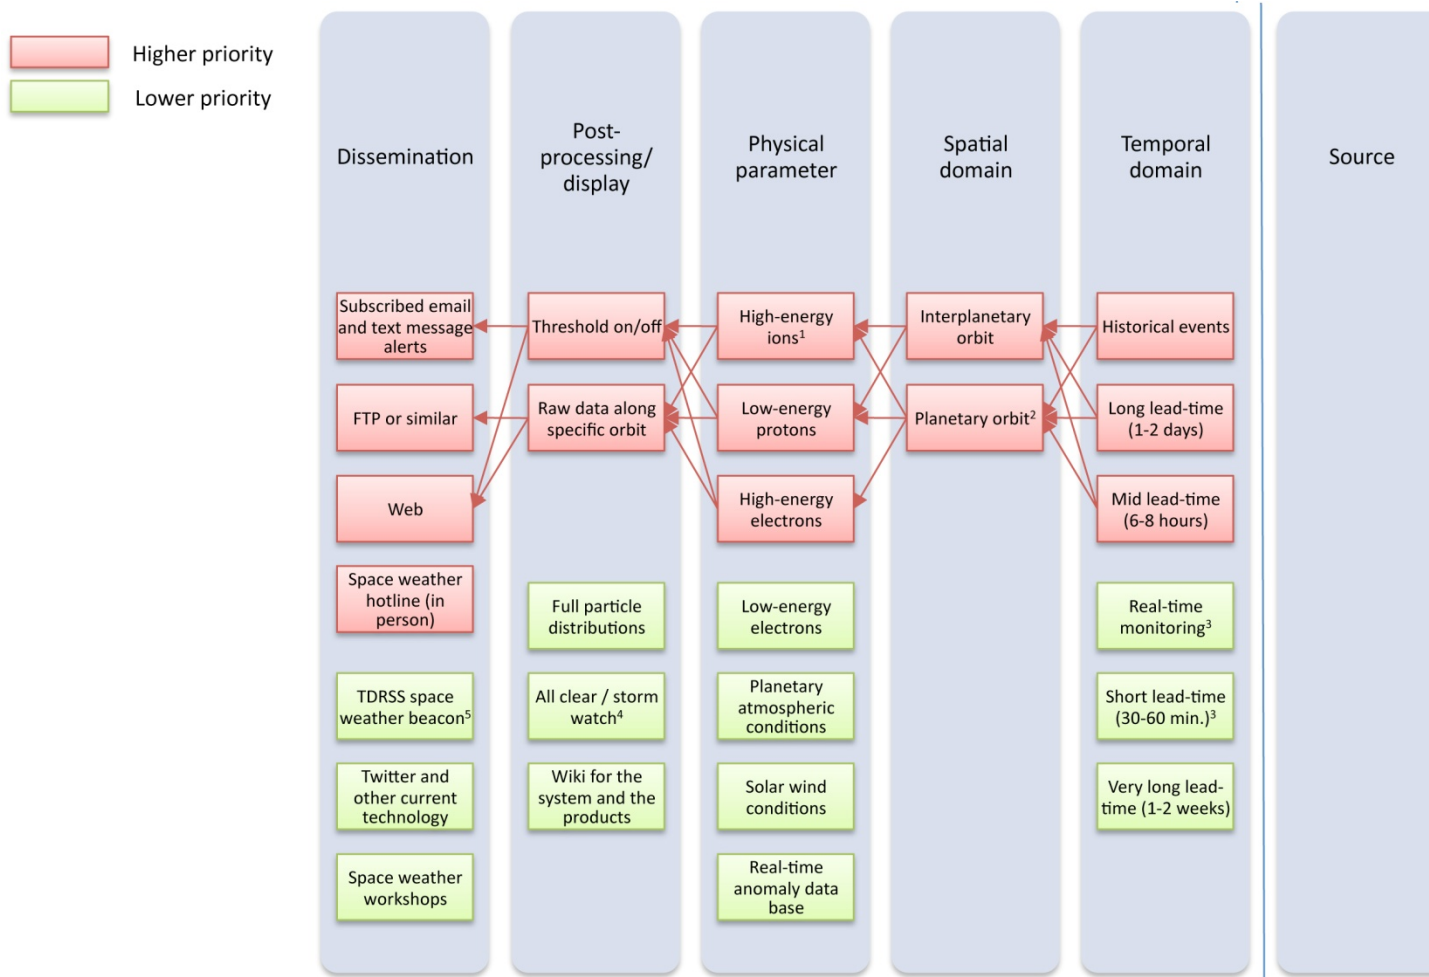 Higher priority
Lower priority
Dissemination
Post-
processing/
display
Physical
parameter
Spatial
domain
Temporal
domain
Source
Subscribed email
and text message
alerts
FTP or similar
Web
Space weather
hotline (in
person)
TDRSS space
weather beacon⁵
Twitter and
other current
technology
Space weather
workshops
Threshold on/off
Raw data along
specific orbit
Full particle
distributions
All clear / storm
watch⁴
Wiki for the
system and the
products
High-energy
ions¹
Low-energy
protons
High-energy
electrons
Low-energy
electrons
Planetary
atmospheric
conditions
Solar wind
conditions
Real-time
anomaly data
base
Interplanetary
orbit
Planetary orbit²
Historical events
Long lead-time
(1-2 days)
Mid lead-time
(6-8 hours)
Real-time
monitoring³
Short lead-time
(30-60 min.)³
Very long lead-
time (1-2 weeks)